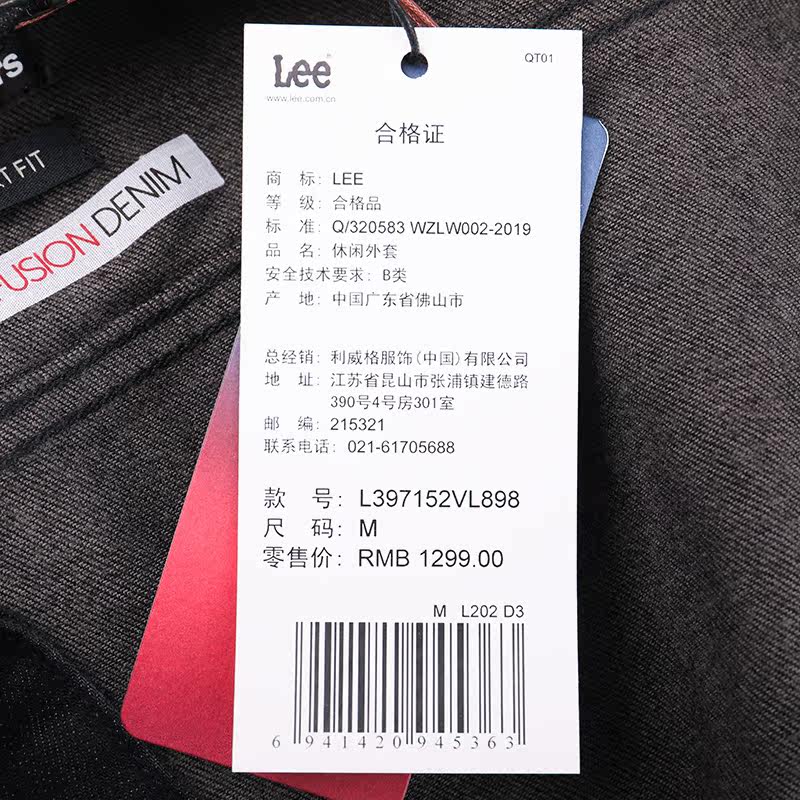 QT01
Lee
www.lee.com.cn
合格证
商 标: LEE
等 级: 合格品
标 准: Q/320583 WZLW002-2019
品 名: 休闲外套
安全技术要求: B类
产 地: 中国广东省佛山市
总经销: 利威格服饰(中国)有限公司
地 址: 江苏省昆山市张浦镇建德路
390号4号房301室
邮 编: 215321
联系电话: 021-61705688
款 号: L397152VL898
尺 码: M
零售价: RMB 1299.00
M L202 D3
6 941420 945363
FIT
FUSION DENIM